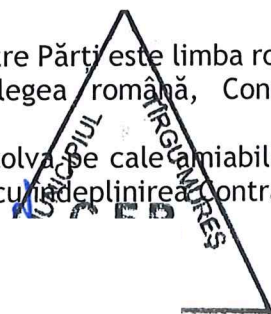 tre Părți este limba ro
legea română, Con
olva pe cale amiabil
cu îndeplinirea contra
MUNICIPIUL
TÎRGU MUREȘ